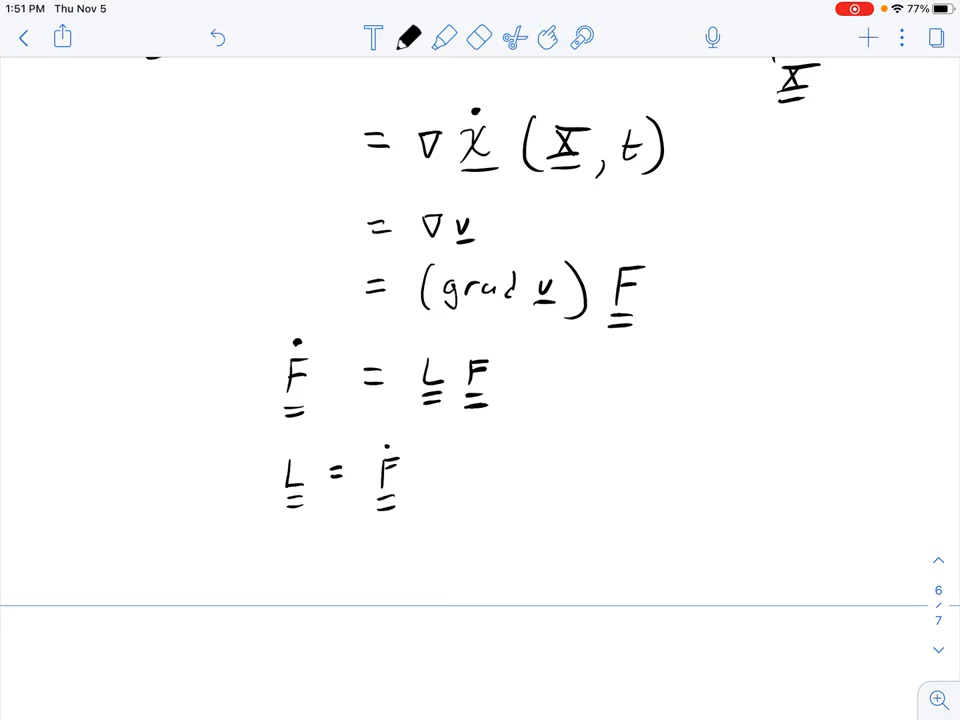 1:51 PM Thu Nov 5 77%
T
X
= ∇ χ̇ (X, t)
= ∇ v
= (grad v) F
Ḟ = L F
L = Ḟ
6
/
7